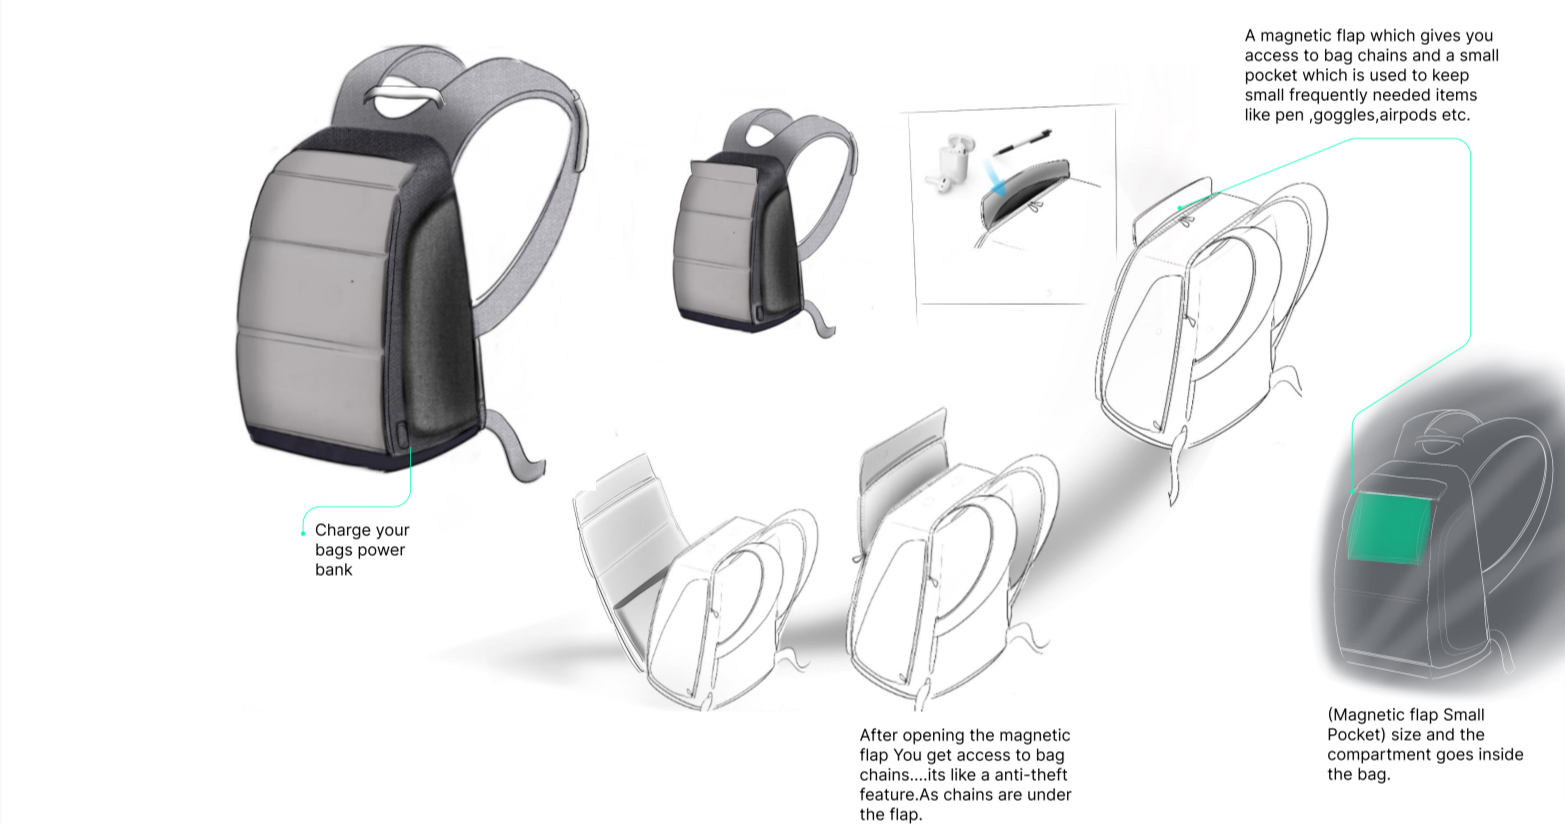 A magnetic flap which gives you
access to bag chains and a small
pocket which is used to keep
small frequently needed items
like pen ,goggles,airpods etc.
Charge your
bags power
bank
(Magnetic flap Small
Pocket) size and the
compartment goes inside
the bag.
After opening the magnetic
flap You get access to bag
chains....its like a anti-theft
feature.As chains are under
the flap.